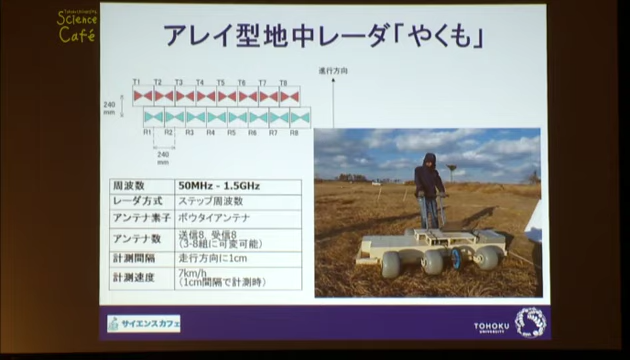 Tohoku University
Science
Café
アレイ型地中レーダ「やくも」
進行方向
T1 T2 T3 T4 T5 T6 T7 T8
240
mm
R1 R2 R3 R4 R5 R6 R7 R8
240
mm
周波数 50MHz - 1.5GHz
レーダ方式 ステップ周波数
アンテナ素子 ボウタイアンテナ
アンテナ数 送信8, 受信8
(3-8組に可変可能)
計測間隔 走行方向に1cm
計測速度 7km/h
(1cm間隔で計測時)
サイエンスカフェ
TOHOKU
UNIVERSITY